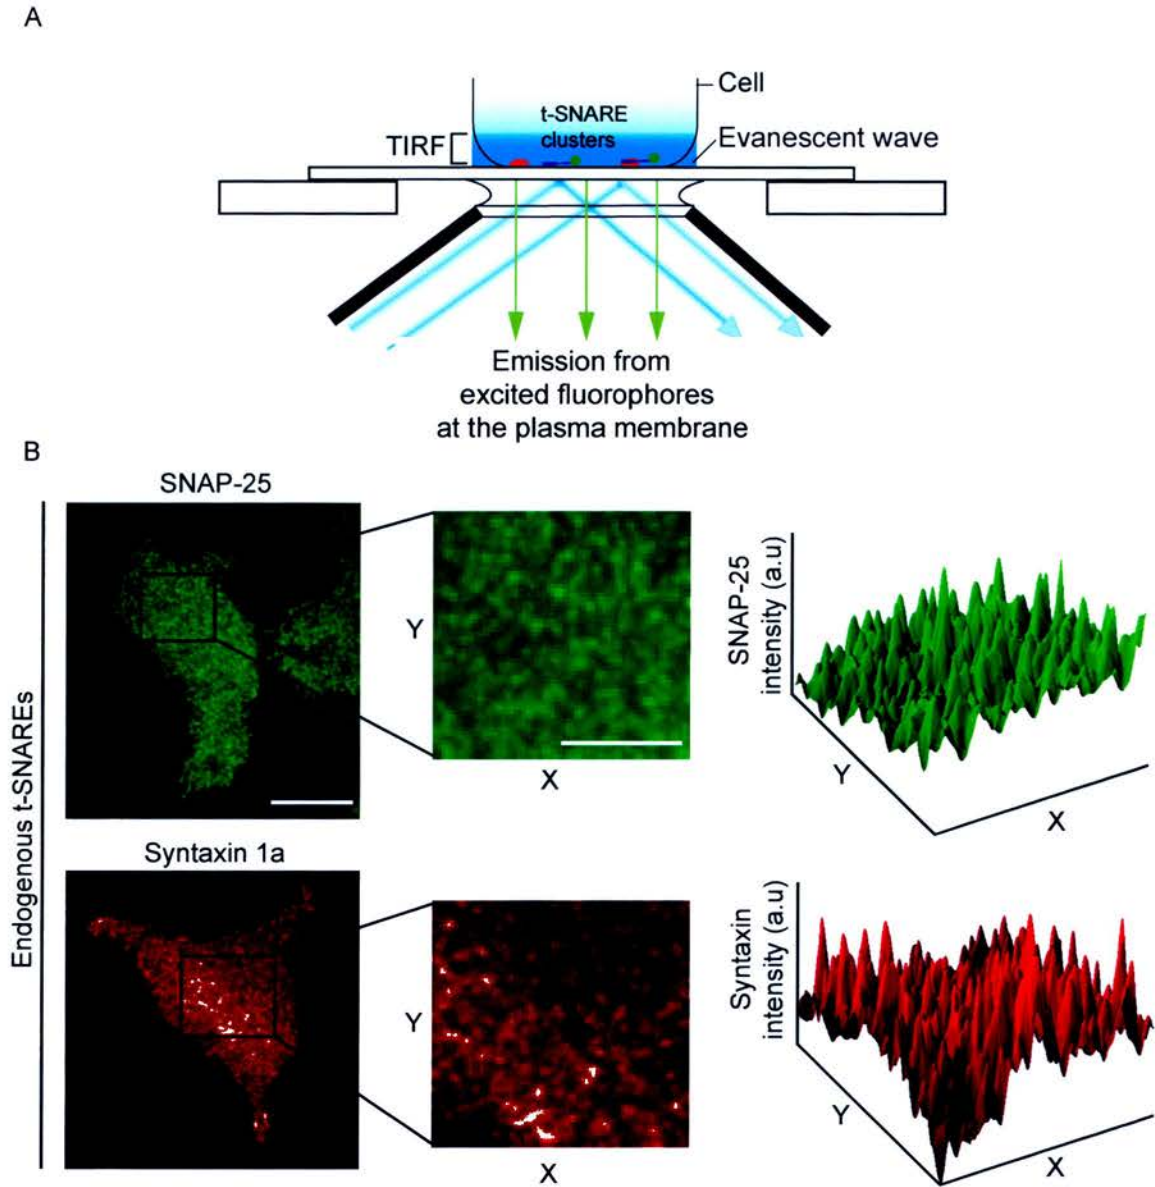 A
Cell
t-SNARE
clusters
TIRF
Evanescent wave
Emission from
excited fluorophores
at the plasma membrane
B
SNAP-25
Y
X
SNAP-25
intensity (a.u)
Y
X
Endogenous t-SNAREs
Syntaxin 1a
Y
X
Syntaxin
intensity (a.u)
Y
X